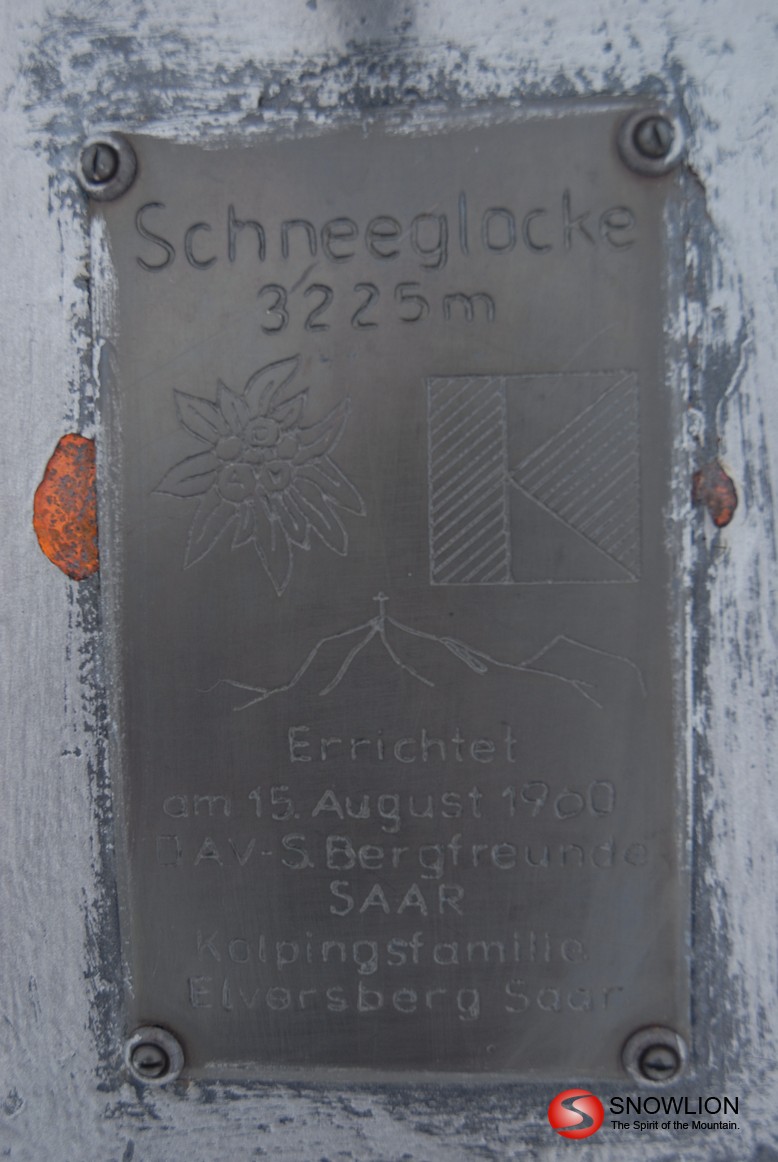 Schneeglocke
3225m
Errichtet
am 15. August 1960
DAV-S.Bergfreunde
SAAR
Kolpingsfamilie
Elversberg Saar
SNOWLION
The Spirit of the Mountain.